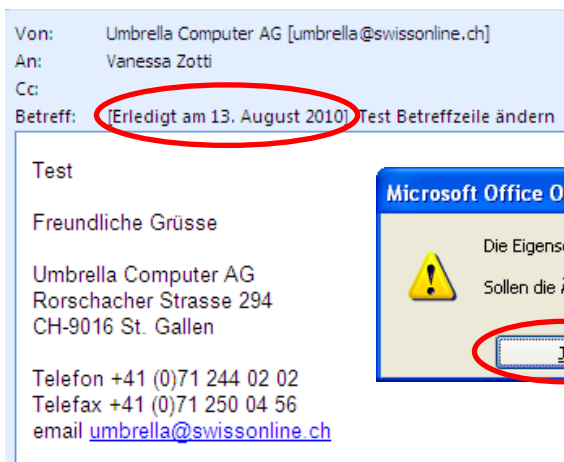 Von: Umbrella Computer AG [umbrella@swissonline.ch]
An: Vanessa Zotti
Cc:
Betreff: [Erledigt am 13. August 2010] Test Betreffzeile ändern
Test
Freundliche Grüsse
Umbrella Computer AG
Rorschacher Strasse 294
CH-9016 St. Gallen
Telefon +41 (0)71 244 02 02
Telefax +41 (0)71 250 04 56
email umbrella@swissonline.ch
Microsoft Office O
Die Eigens
Sollen die